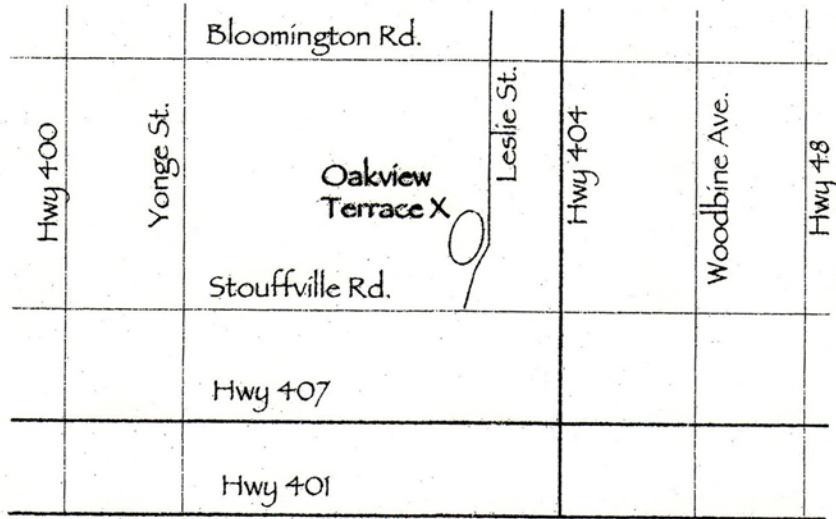 Bloomington Rd.
Hwy 400
Yonge St.
Oakview
Terrace X
Leslie St.
Hwy 404
Woodbine Ave.
Hwy 48
Stouffville Rd.
Hwy 407
Hwy 401